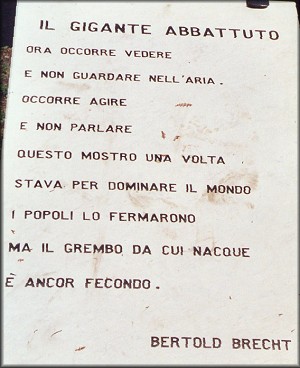 IL GIGANTE ABBATTUTO
ORA OCCORRE VEDERE
E NON GUARDARE NELL'ARIA.
OCCORRE AGIRE
E NON PARLARE
QUESTO MOSTRO UNA VOLTA
STAVA PER DOMINARE IL MONDO
I POPOLI LO FERMARONO
MA IL GREMBO DA CUI NACQUE
È ANCOR FECONDO.
BERTOLD BRECHT